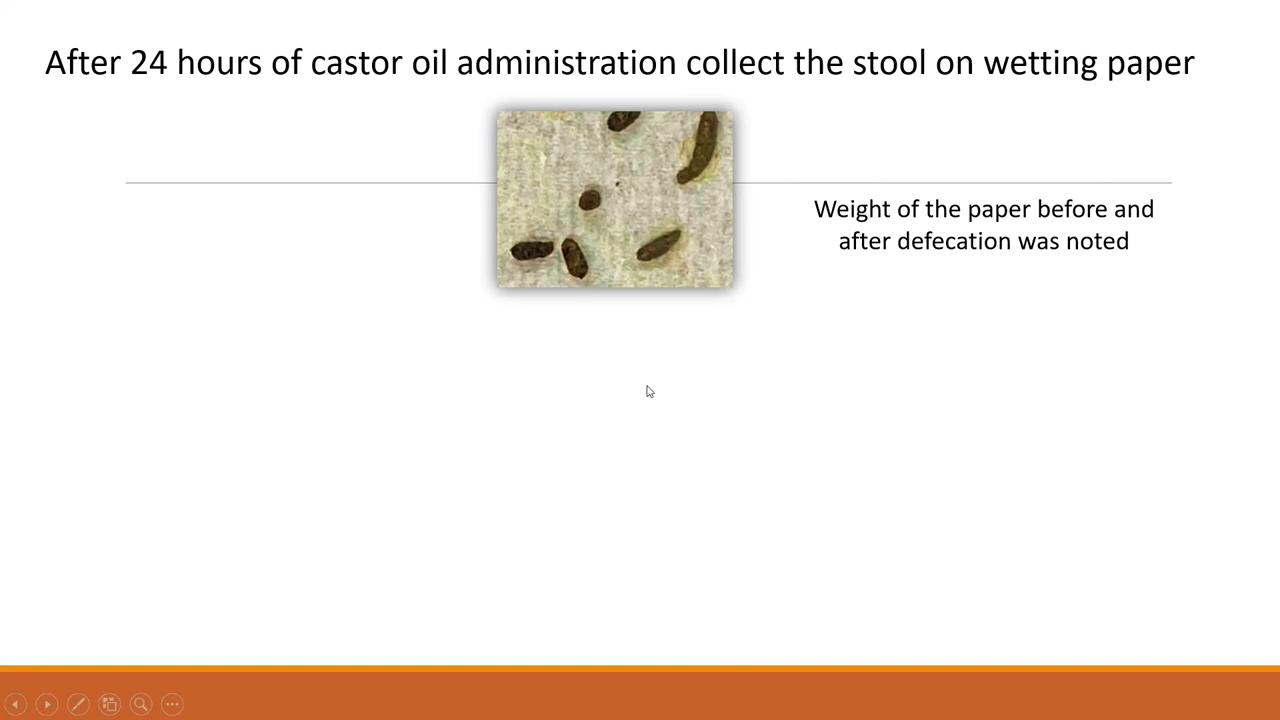 After 24 hours of castor oil administration collect the stool on wetting paper
Weight of the paper before and
after defecation was noted